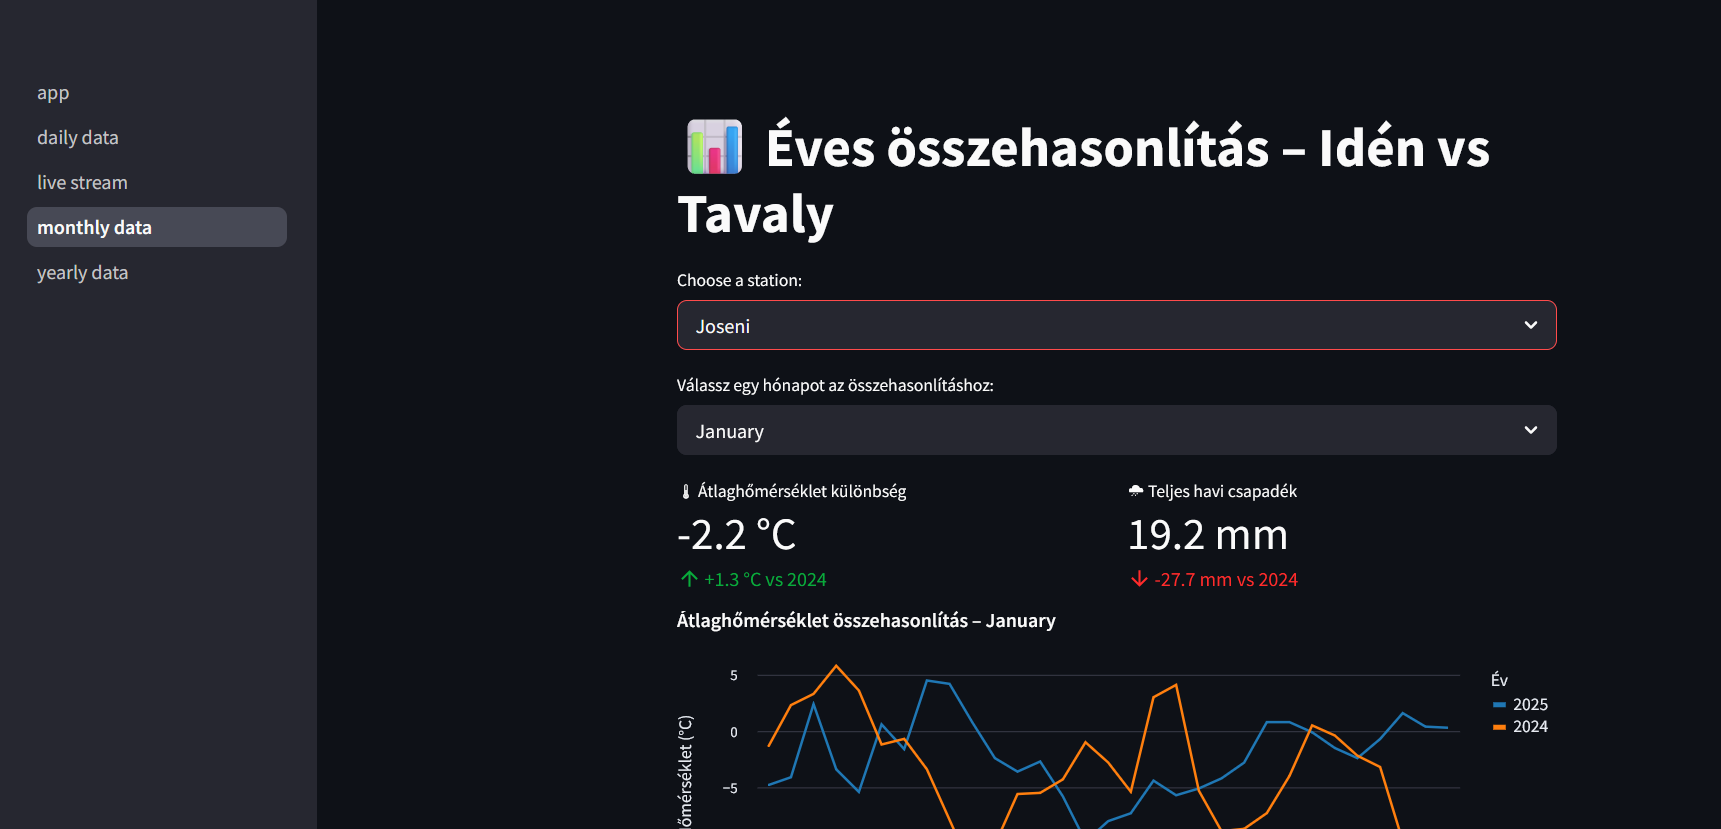 app
daily data
live stream
monthly data
yearly data
Éves összehasonlítás – Idén vs
Tavaly
Choose a station:
Joseni
Válassz egy hónapot az összehasonlításhoz:
January
Átlaghőmérséklet különbség
-2.2 °C
+1.3 °C vs 2024
Teljes havi csapadék
19.2 mm
-27.7 mm vs 2024
Átlaghőmérséklet összehasonlítás – January
5
0
−5
őmérséklet (°C)
Év
2025
2024